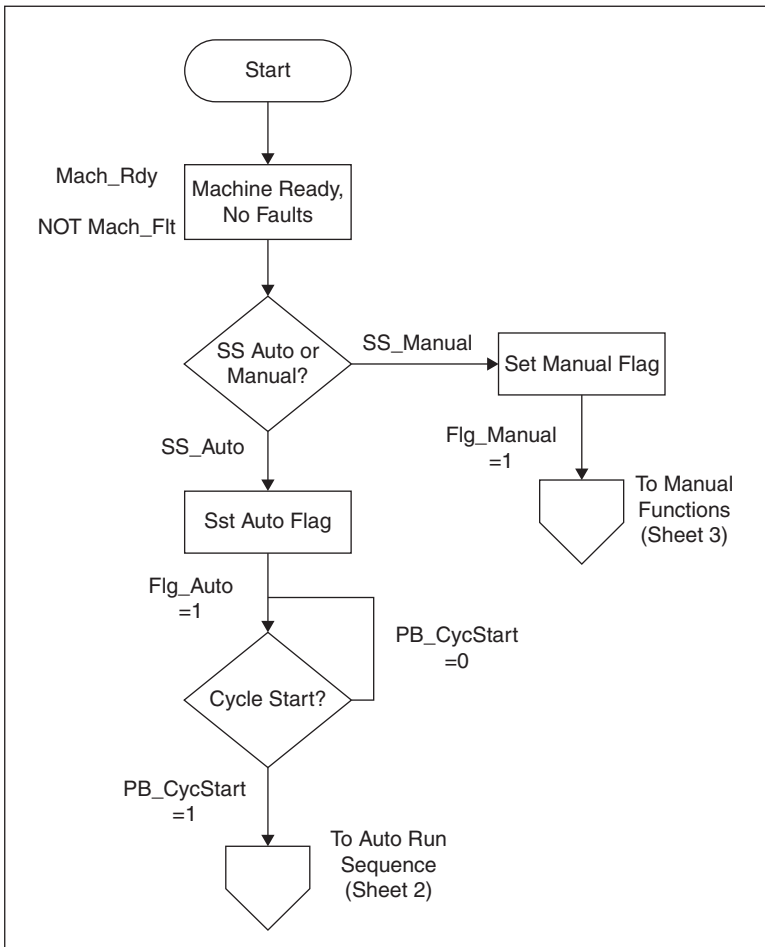 Start
Mach_Rdy
NOT Mach_Flt
Machine Ready,
No Faults
SS Auto or
Manual?
SS_Manual
Set Manual Flag
SS_Auto
Flg_Manual
=1
To Manual
Functions
(Sheet 3)
Sst Auto Flag
Flg_Auto
=1
PB_CycStart
=0
Cycle Start?
PB_CycStart
=1
To Auto Run
Sequence
(Sheet 2)